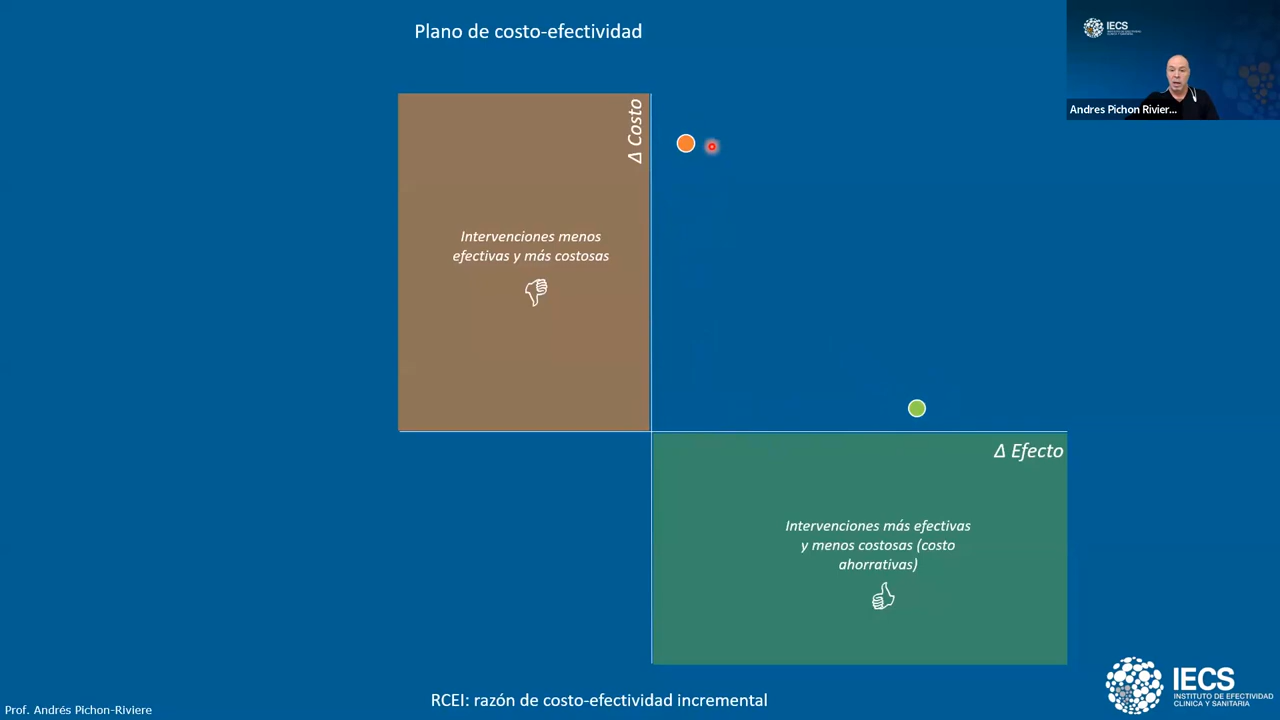 Plano de costo-efectividad
IECS
Andres Pichon Rivier...
Δ Costo
Intervenciones menos
efectivas y más costosas
Δ Efecto
Intervenciones más efectivas
y menos costosas (costo
ahorrativas)
RCEI: razón de costo-efectividad incremental
Prof. Andrés Pichon-Riviere
IECS
INSTITUTO DE EFECTIVIDAD
CLINICA Y SANITARIA